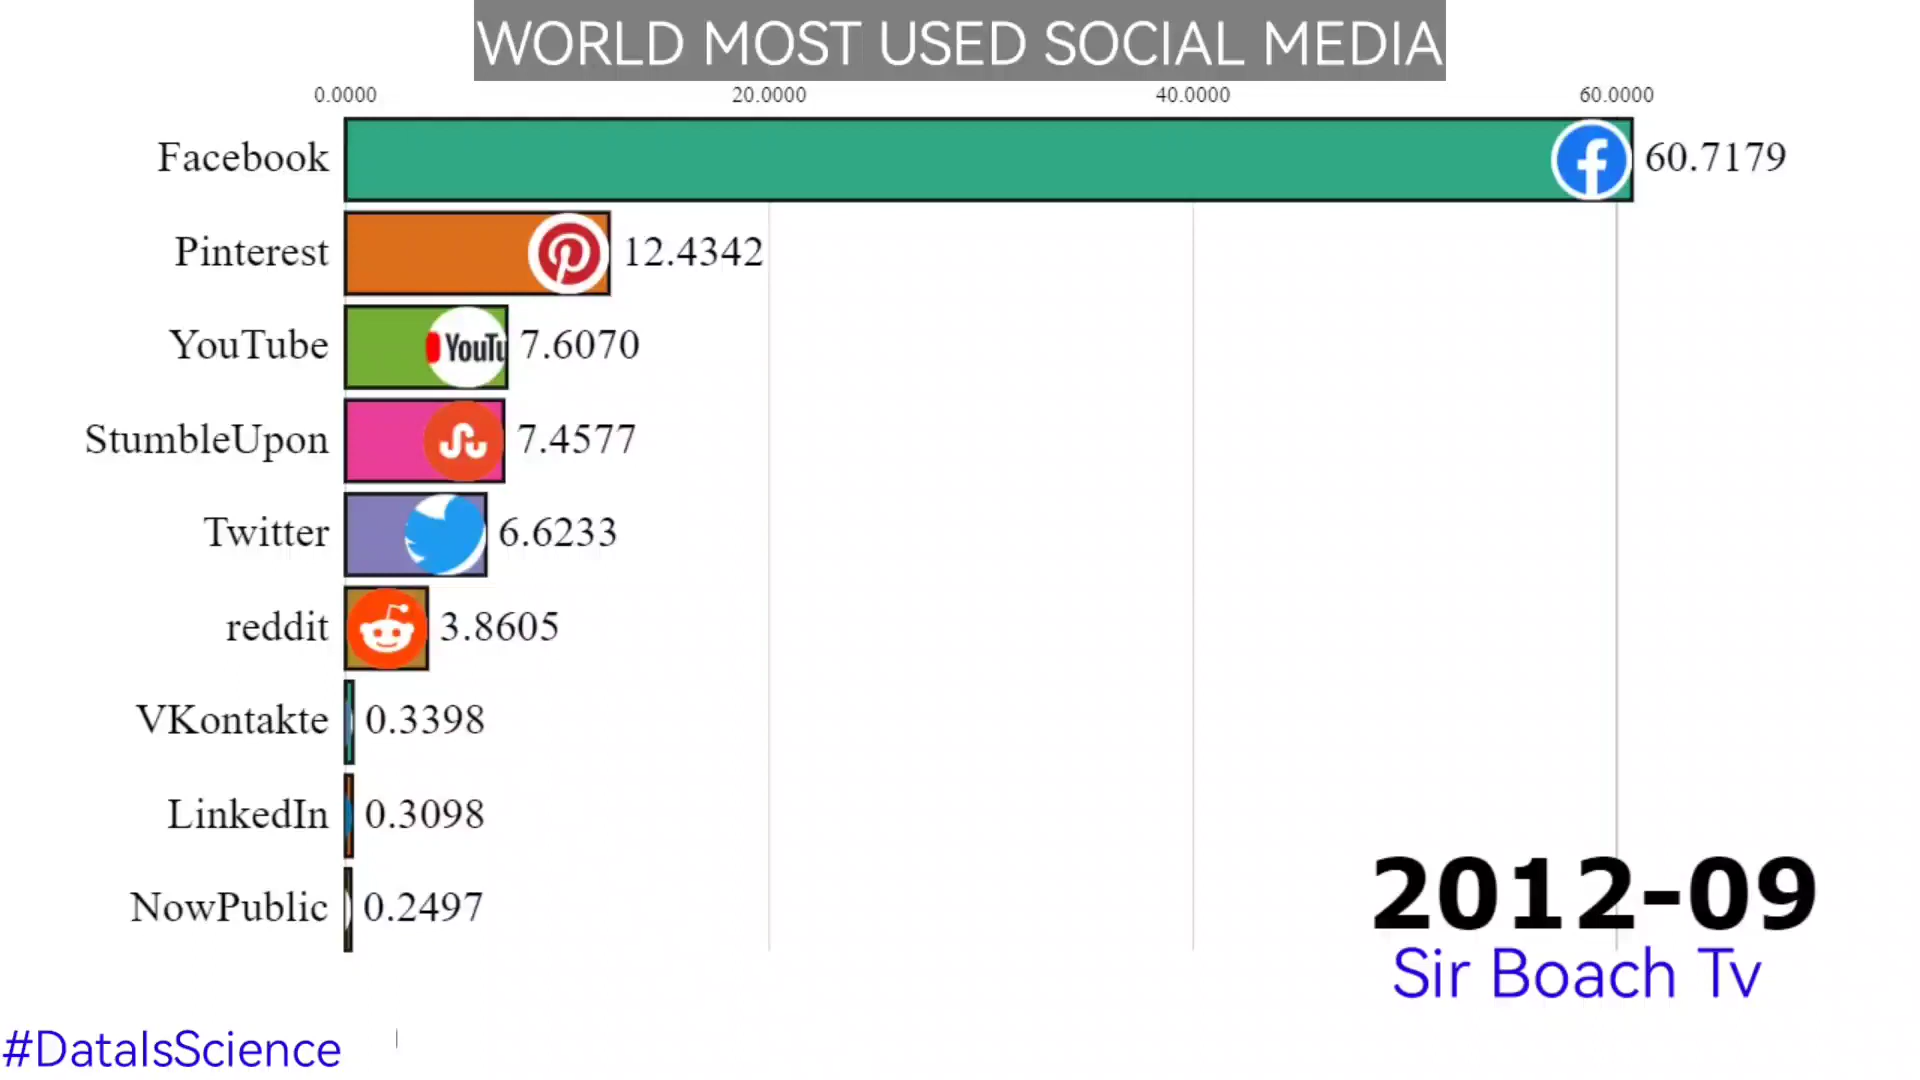 WORLD MOST USED SOCIAL MEDIA
0.0000 20.0000 40.0000 60.0000
Facebook 60.7179
Pinterest 12.4342
YouTube YouTu 7.6070
StumbleUpon 7.4577
Twitter 6.6233
reddit 3.8605
VKontakte 0.3398
LinkedIn 0.3098
NowPublic 0.2497
2012-09
Sir Boach Tv
#DataIsScience